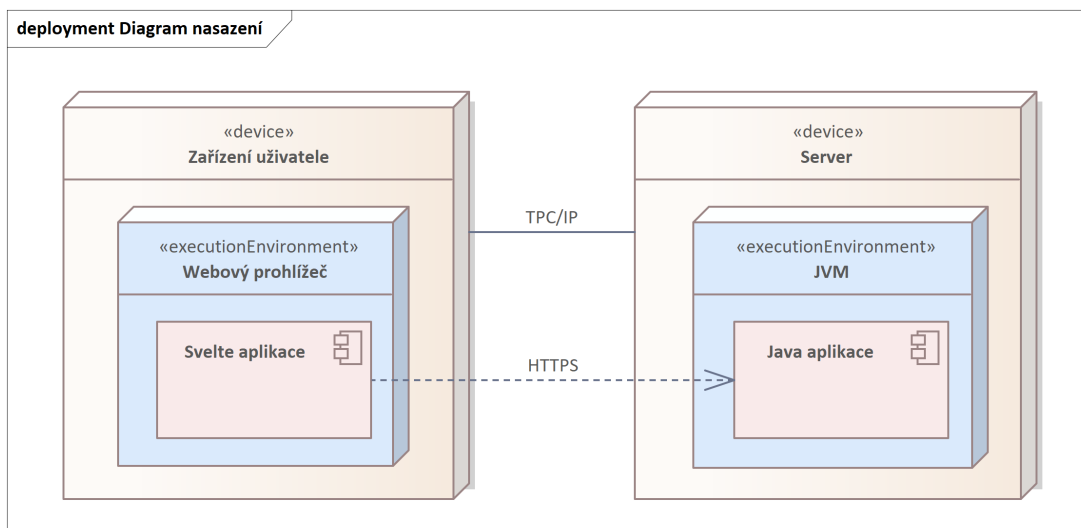 deployment Diagram nasazení
«device»
Zařízení uživatele
«executionEnvironment»
Webový prohlížeč
Svelte aplikace
TPC/IP
HTTPS
«device»
Server
«executionEnvironment»
JVM
Java aplikace